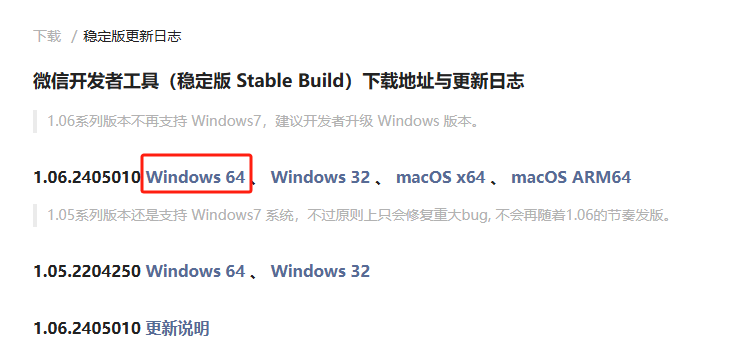 下载 / 稳定版更新日志
微信开发者工具（稳定版 Stable Build）下载地址与更新日志
1.06系列版本不再支持 Windows7，建议开发者升级 Windows 版本。
1.06.2405010 Windows 64 、 Windows 32 、 macOS x64 、 macOS ARM64
1.05系列版本还是支持 Windows7 系统，不过原则上只会修复重大bug, 不会再随着1.06的节奏发版。
1.05.2204250 Windows 64 、 Windows 32
1.06.2405010 更新说明